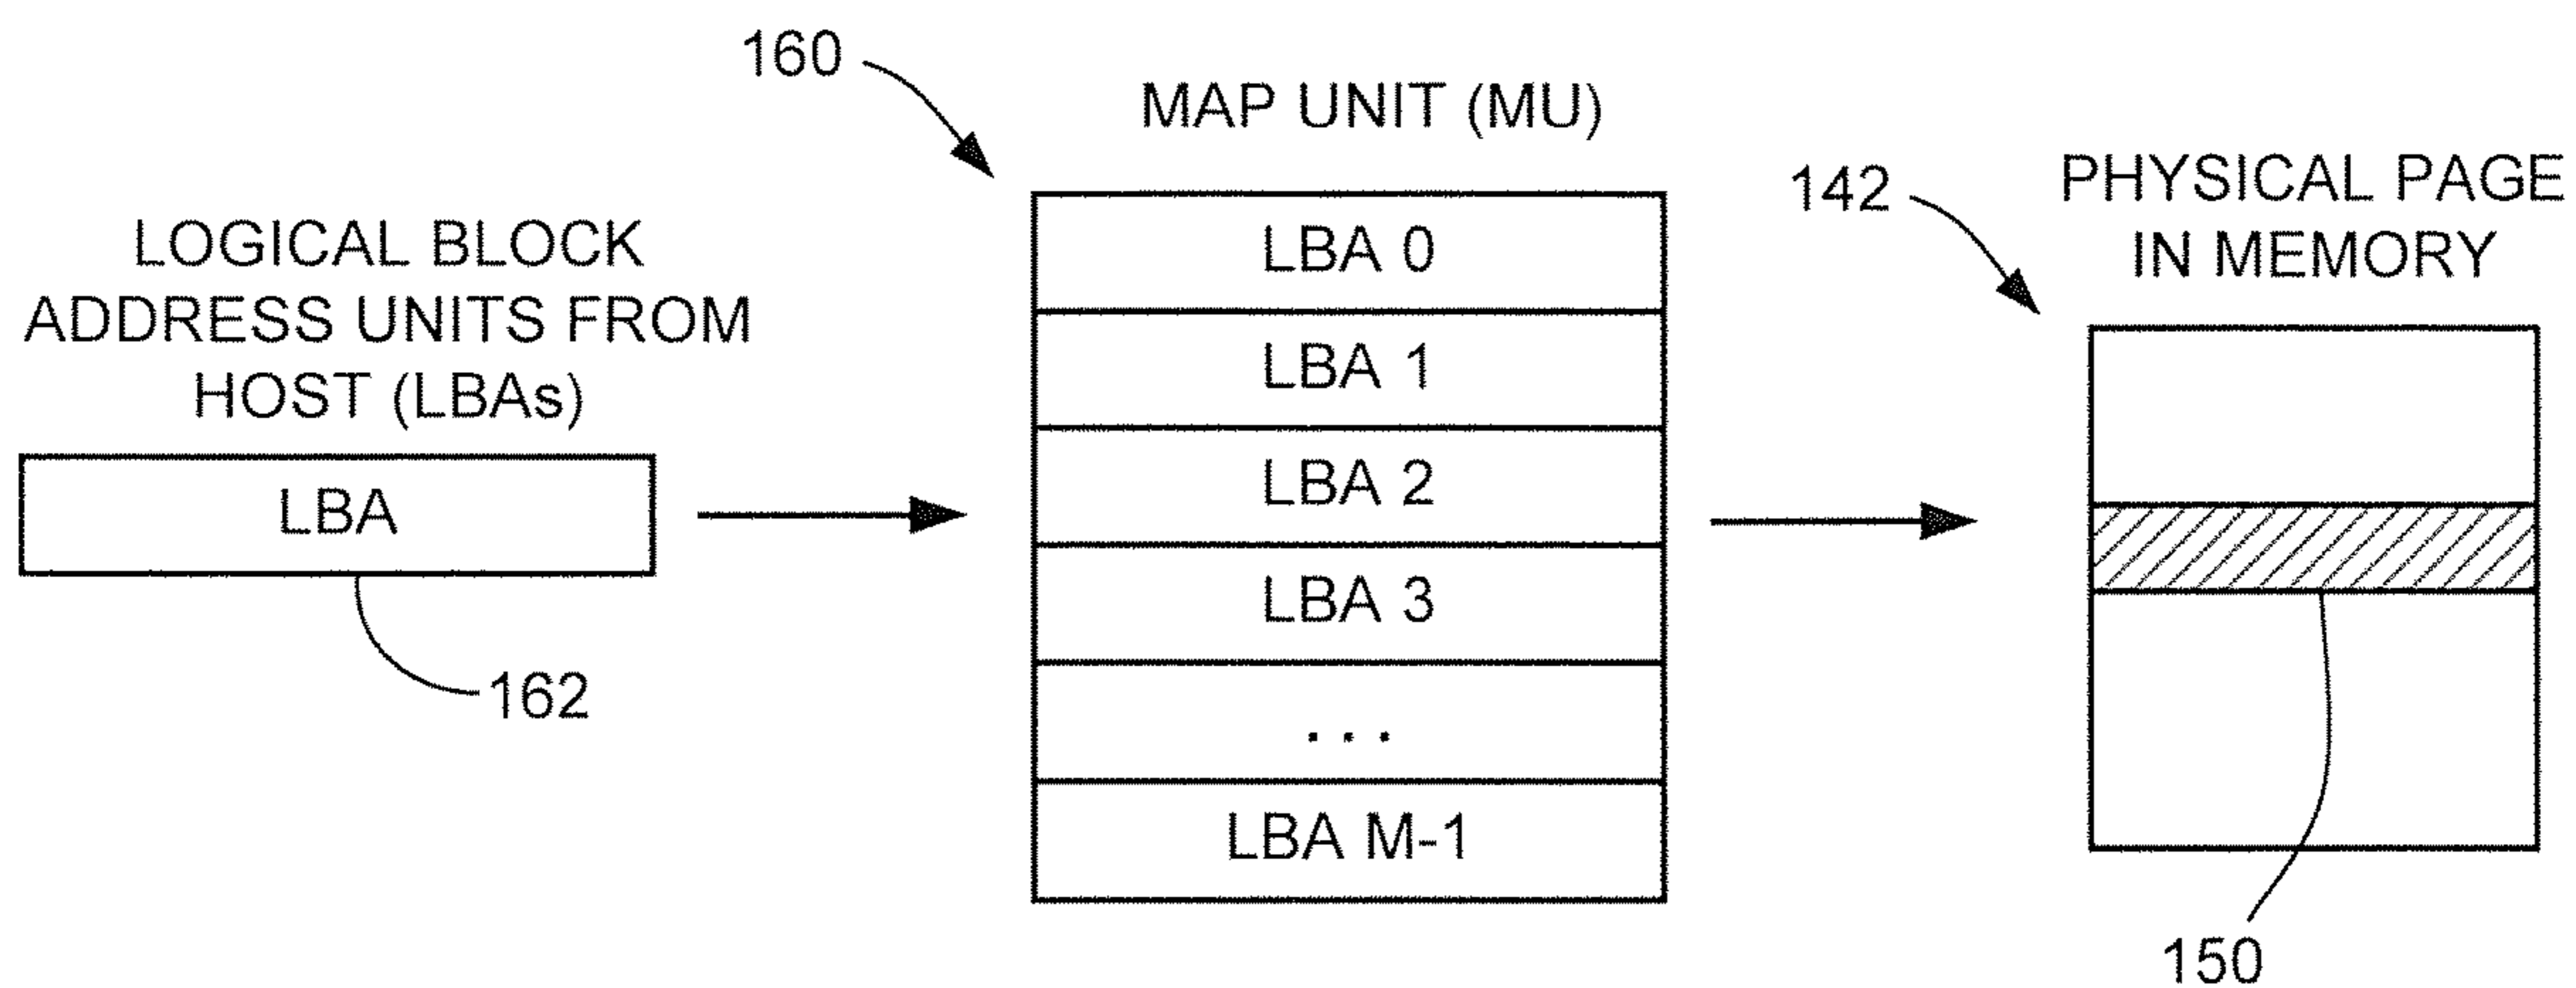 160
MAP UNIT (MU)
142
PHYSICAL PAGE
IN MEMORY
LOGICAL BLOCK
ADDRESS UNITS FROM
HOST (LBAs)
LBA
162
LBA 0
LBA 1
LBA 2
LBA 3
. . .
LBA M-1
150